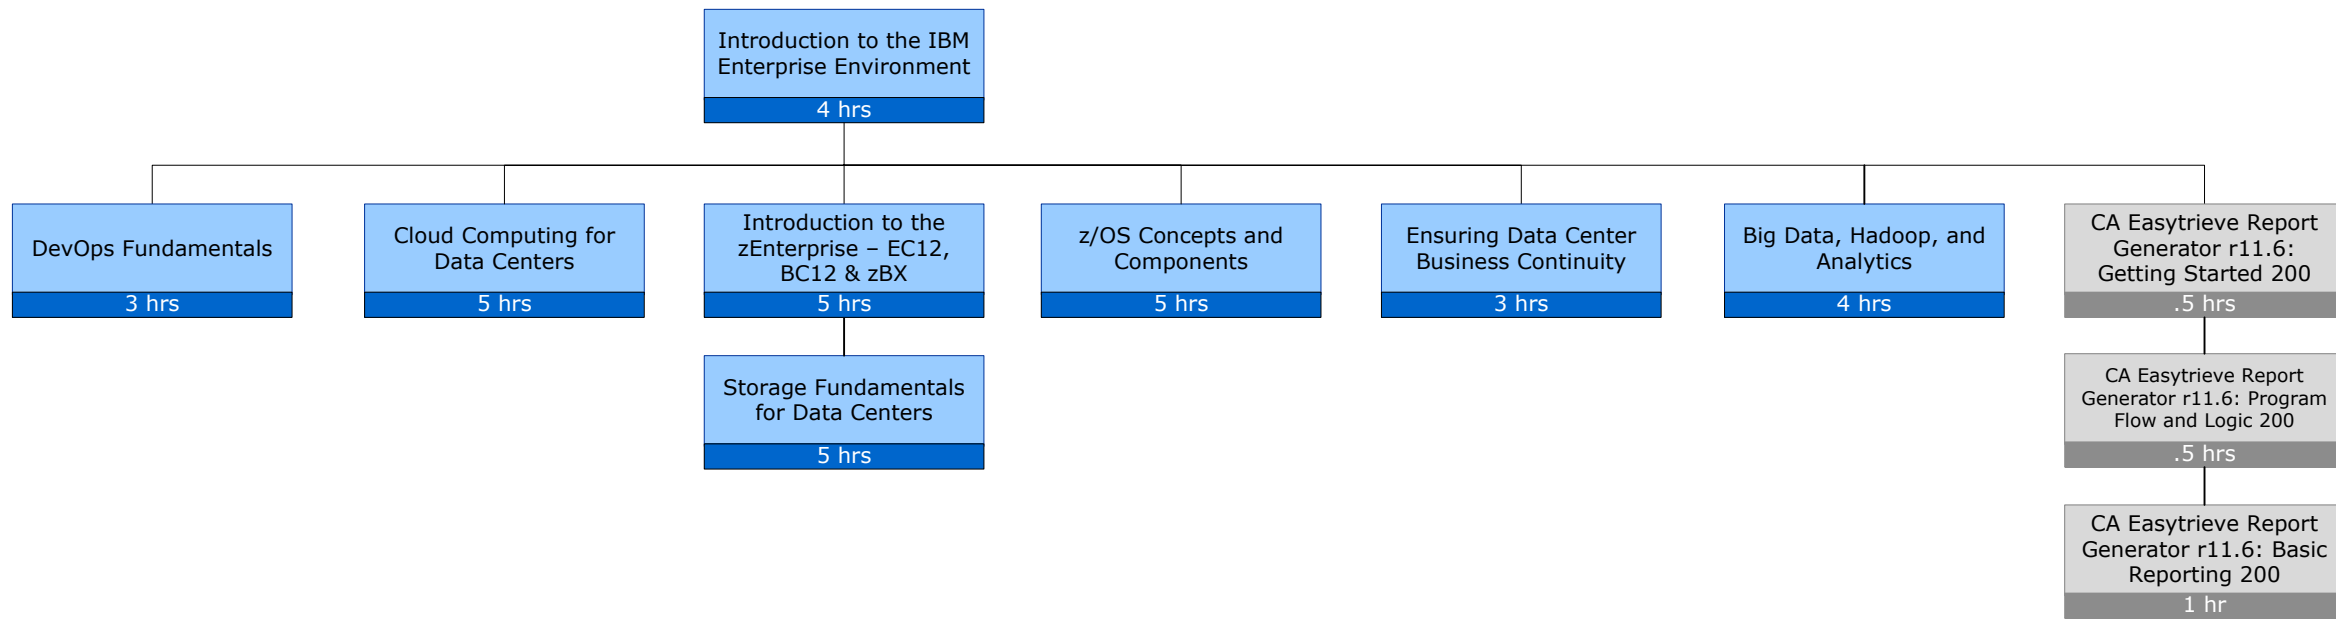 Introduction to the IBM
Enterprise Environment
4 hrs
DevOps Fundamentals
3 hrs
Cloud Computing for
Data Centers
5 hrs
Introduction to the
zEnterprise – EC12,
BC12 & zBX
5 hrs
z/OS Concepts and
Components
5 hrs
Ensuring Data Center
Business Continuity
3 hrs
Big Data, Hadoop, and
Analytics
4 hrs
CA Easytrieve Report
Generator r11.6:
Getting Started 200
.5 hrs
Storage Fundamentals
for Data Centers
5 hrs
CA Easytrieve Report
Generator r11.6: Program
Flow and Logic 200
.5 hrs
CA Easytrieve Report
Generator r11.6: Basic
Reporting 200
1 hr